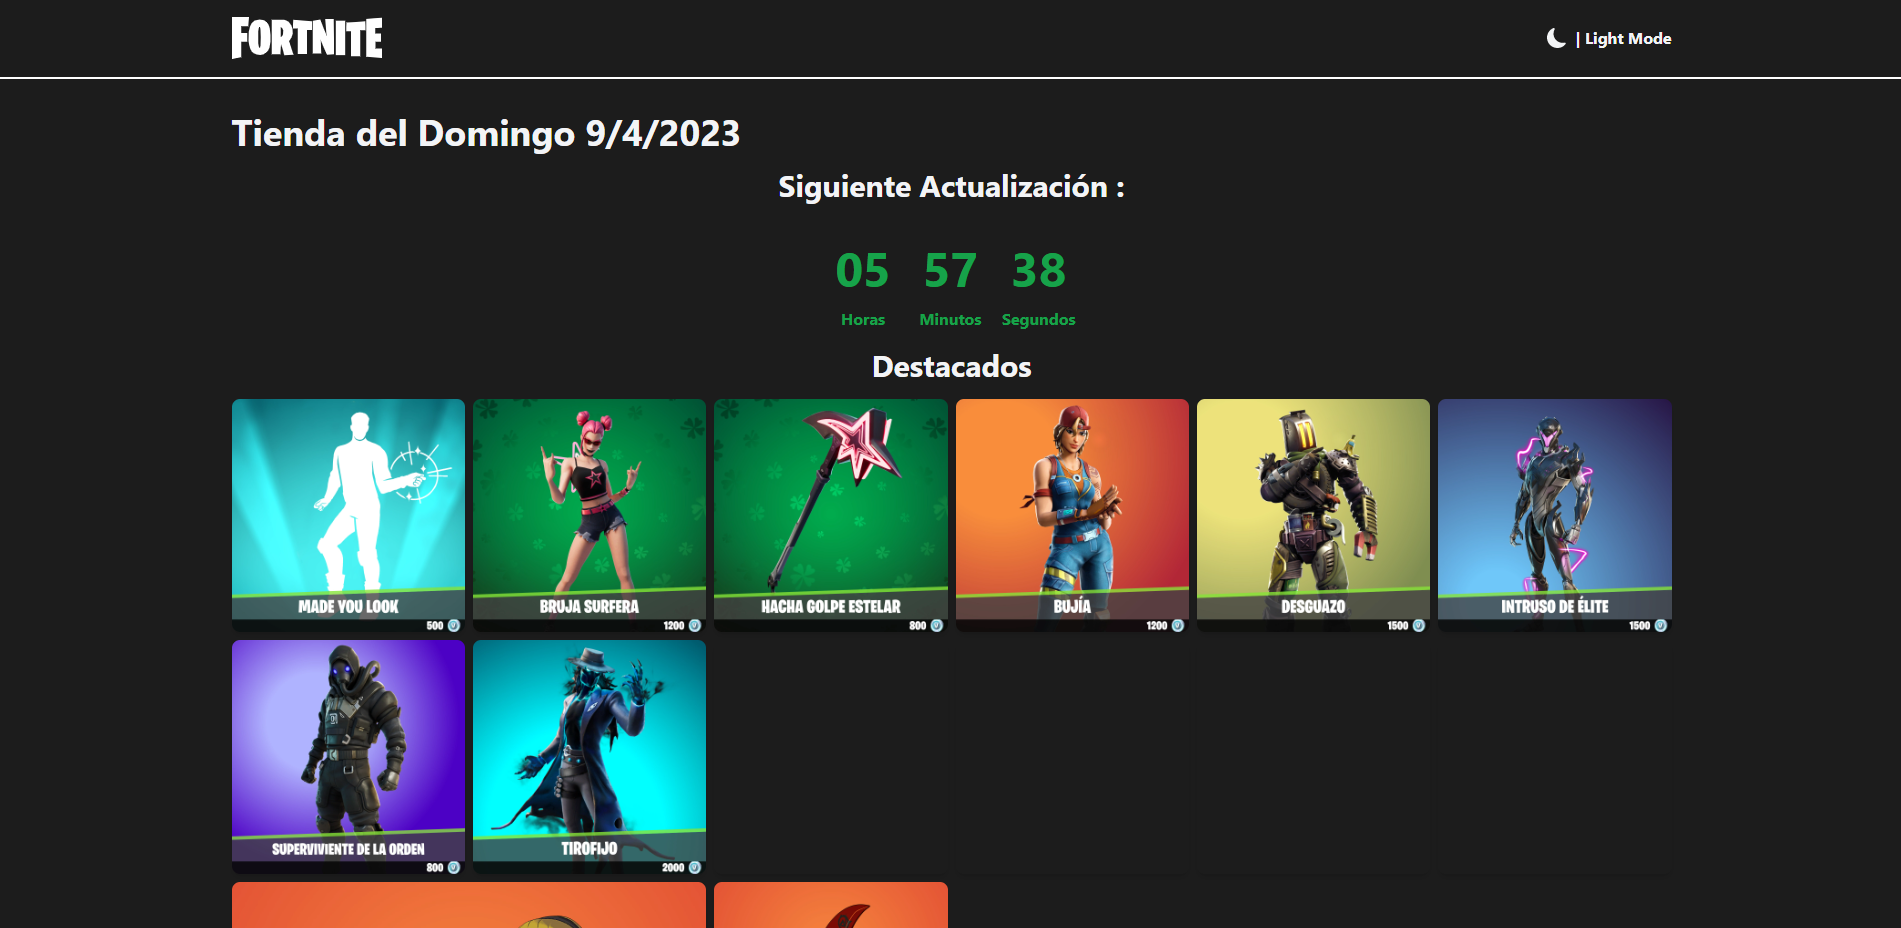 FORTNITE
| Light Mode
Tienda del Domingo 9/4/2023
Siguiente Actualización :
05 57 38
Horas Minutos Segundos
Destacados
MADE YOU LOOK
500
BRUJA SURFERA
1200
HACHA GOLPE ESTELAR
800
BUJÍA
1200
DESGUAZO
1500
INTRUSO DE ÉLITE
1500
SUPERVIVIENTE DE LA ORDEN
800
TIROFIJO
2000